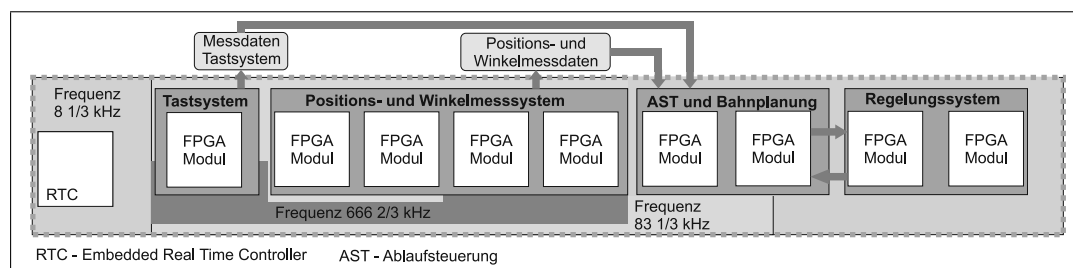 Messdaten
Tastsystem
Positions- und
Winkelmessdaten
Frequenz
8 1/3 kHz
Tastsystem
Positions- und Winkelmesssystem
AST und Bahnplanung
Regelungssystem
FPGA
Modul
FPGA
Modul
FPGA
Modul
FPGA
Modul
FPGA
Modul
FPGA
Modul
FPGA
Modul
FPGA
Modul
FPGA
Modul
RTC
Frequenz 666 2/3 kHz
Frequenz
83 1/3 kHz
RTC - Embedded Real Time Controller
AST - Ablaufsteuerung